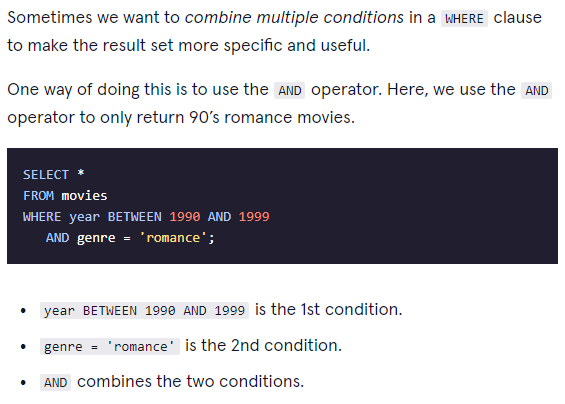 Sometimes we want to combine multiple conditions in a WHERE clause
to make the result set more specific and useful.
One way of doing this is to use the AND operator. Here, we use the AND
operator to only return 90’s romance movies.
SELECT *
FROM movies
WHERE year BETWEEN 1990 AND 1999
   AND genre = 'romance';
• year BETWEEN 1990 AND 1999 is the 1st condition.
• genre = 'romance' is the 2nd condition.
• AND combines the two conditions.